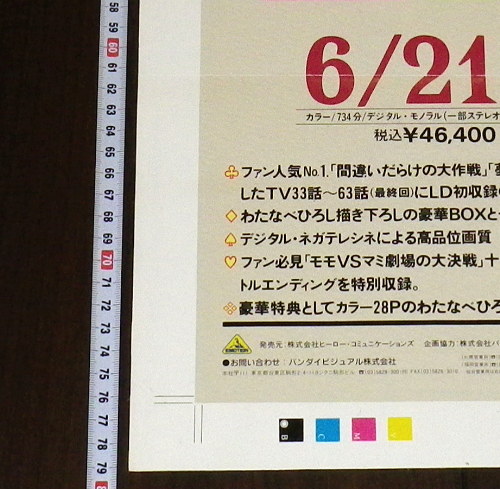 58
59
60
61
62
63
64
65
66
67
68
69
70
71
72
73
74
75
76
77
78
79
6/21
カラー/734分/デジタル・モノラル(一部ステレオ
税込¥46,400
♧ファン人気No.1.「間違いだらけの大作戦」
したTV33話〜63話(最終回)にLD初収録
◇わたなべひろし描き下ろしの豪華BOXと
♤デジタル・ネガテレシネによる高品位画質
♡ファン必見「モモVSマミ劇場の大決戦」十
トルエンディングを特別収録。
豪華特典としてカラー28Pのわたなべひろ
EMOTION 発売元:株式会社ヒーロー・コミュニケーションズ 企画協力:株式会社バ
●お問い合わせ:バンダイビジュアル株式会社
B C M Y